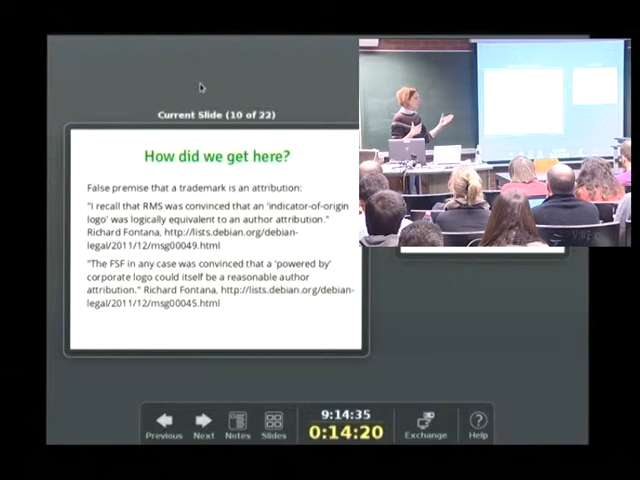 Current Slide (10 of 22)
How did we get here?
False premise that a trademark is an attribution:
"I recall that RMS was convinced that an 'indicator-of-origin
logo' was logically equivalent to an author attribution."
Richard Fontana, http://lists.debian.org/debian-
legal/2011/12/msg00049.html
"The FSF in any case was convinced that a 'powered by'
corporate logo could itself be a reasonable author
attribution." Richard Fontana, http://lists.debian.org/debian-
legal/2011/12/msg00045.html
Previous
Next
Notes
Slides
9:14:35
0:14:20
Exchange
Help